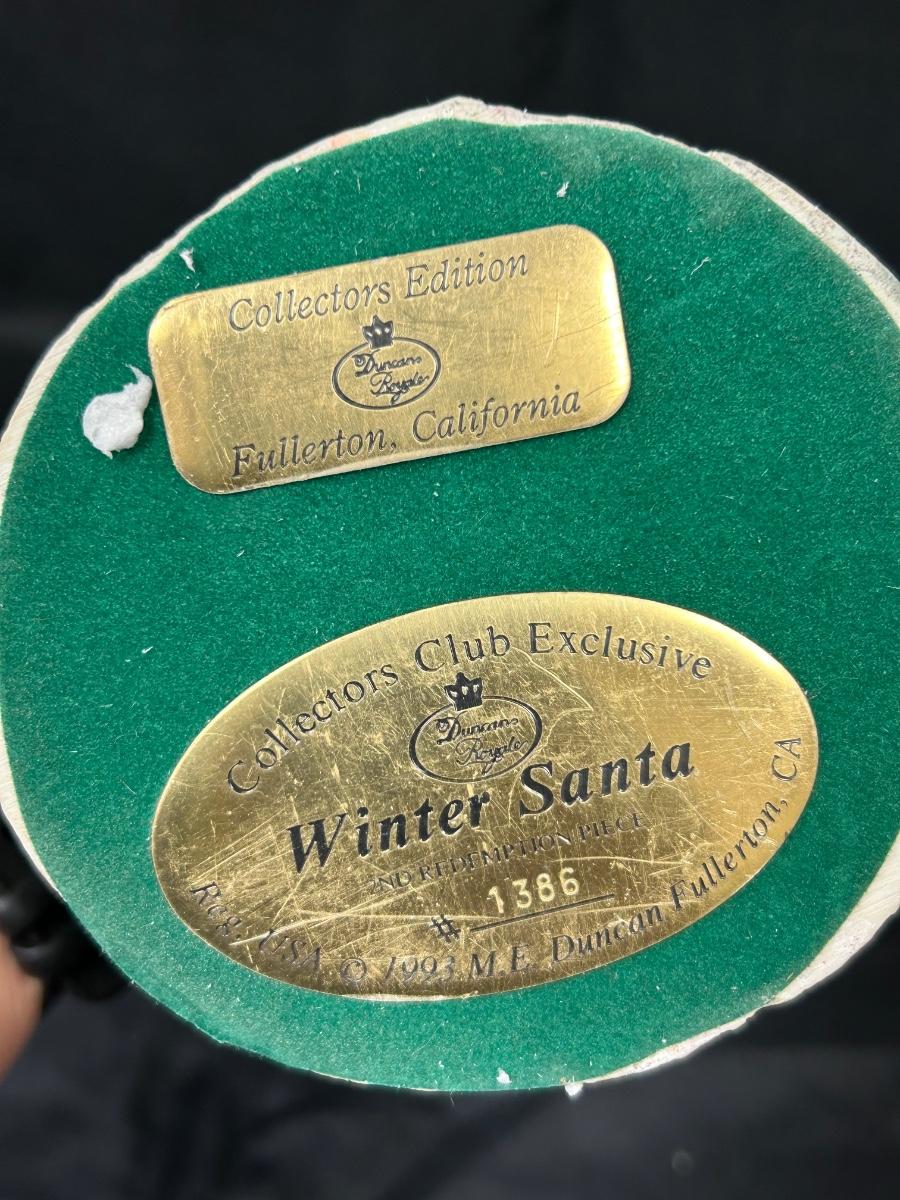 Collectors Edition
Duncan
Royale
Fullerton, California
Collectors Club Exclusive
Duncan
Royale
Winter Santa
2ND REDEMPTION PIECE
# 1386
Reg. USA © 1993 M.E. Duncan Fullerton, CA